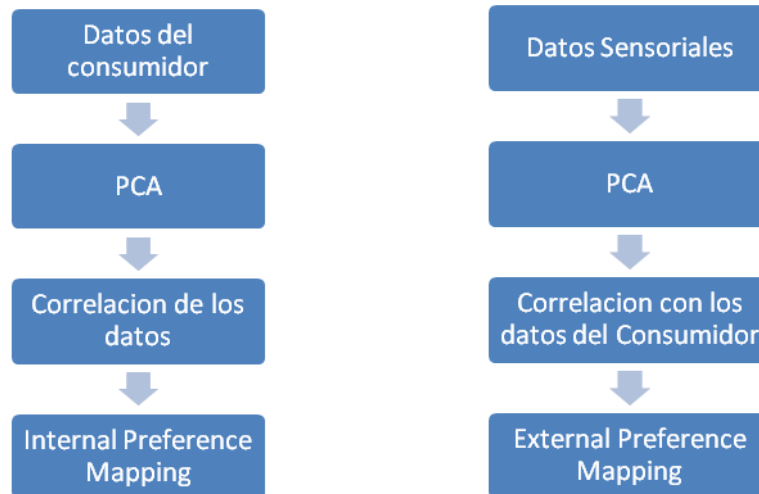 Datos del
consumidor
PCA
Correlacion de los
datos
Internal Preference
Mapping
Datos Sensoriales
PCA
Correlacion con los
datos del Consumidor
External Preference
Mapping